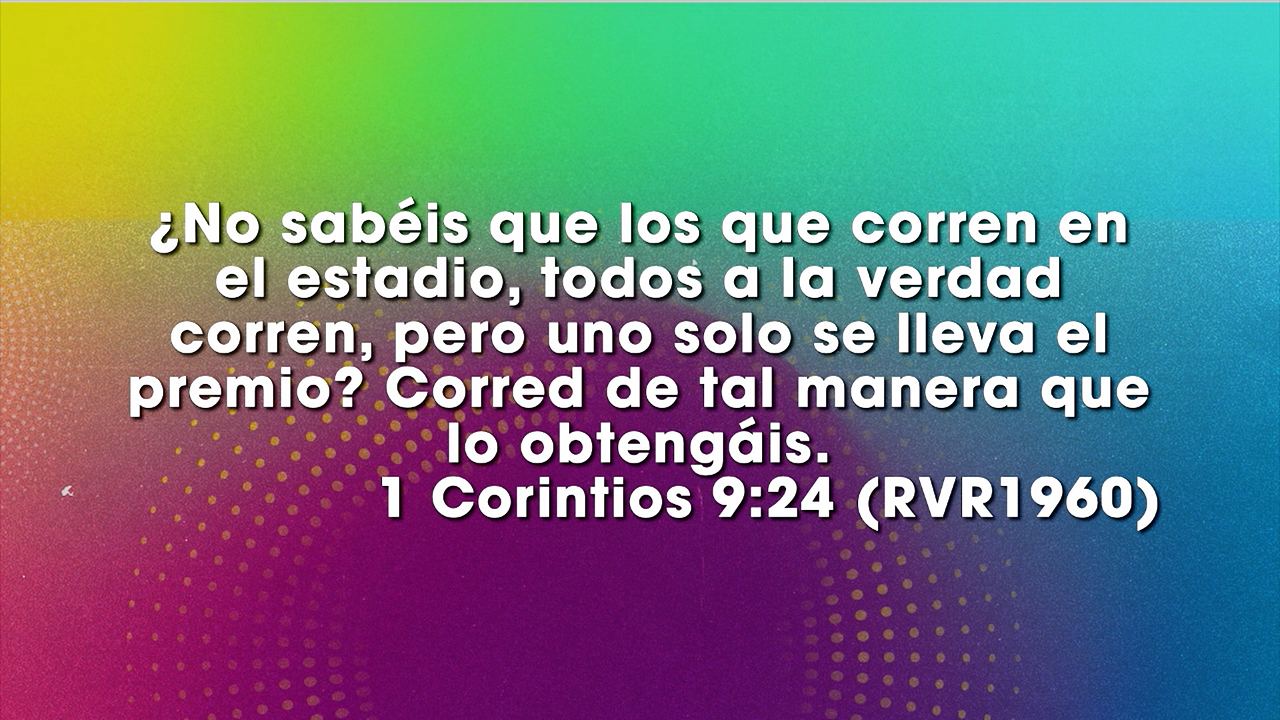 ¿No sabéis que los que corren en
el estadio, todos a la verdad
corren, pero uno solo se lleva el
premio? Corred de tal manera que
lo obtengáis.
1 Corintios 9:24 (RVR1960)